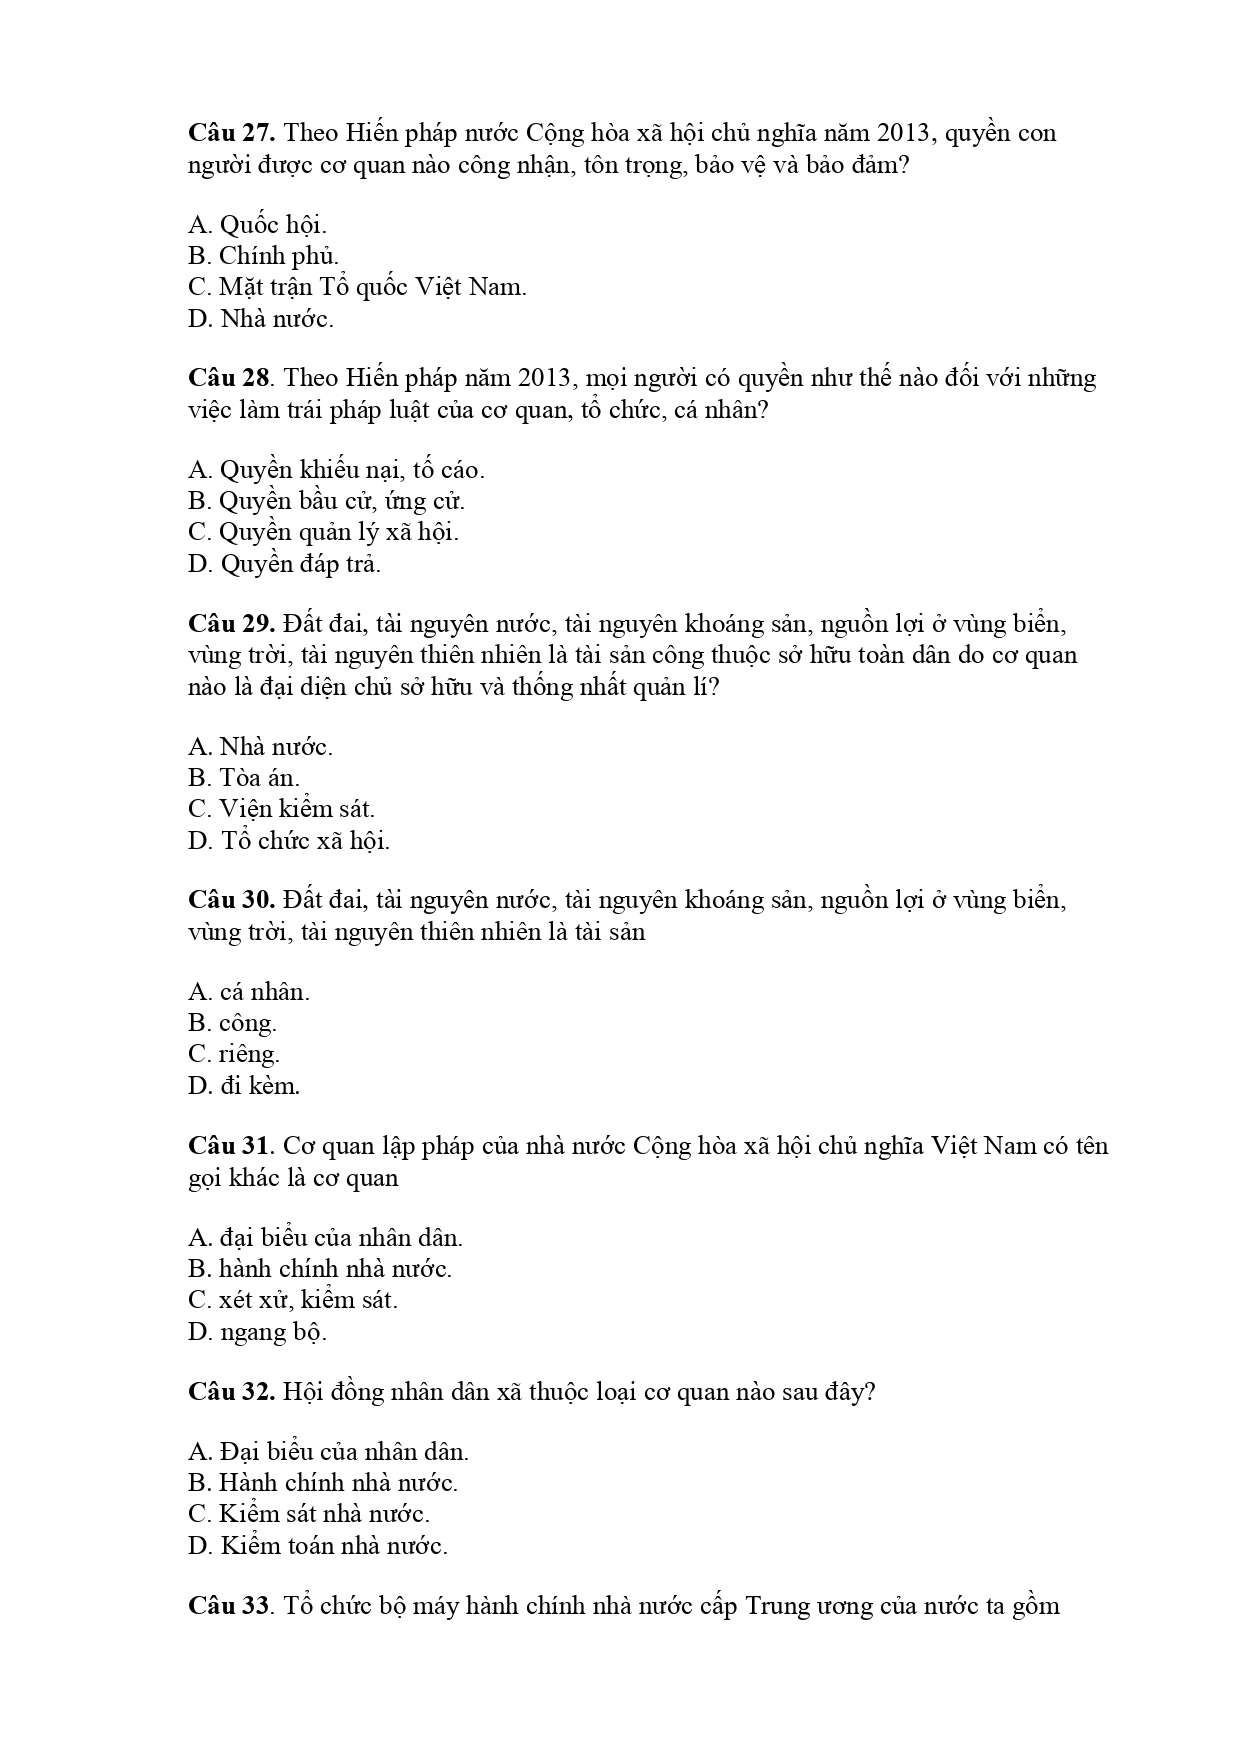 Câu 27. Theo Hiến pháp nước Cộng hòa xã hội chủ nghĩa năm 2013, quyền con
người được cơ quan nào công nhận, tôn trọng, bảo vệ và bảo đảm?
A. Quốc hội.
B. Chính phủ.
C. Mặt trận Tổ quốc Việt Nam.
D. Nhà nước.
Câu 28. Theo Hiến pháp năm 2013, mọi người có quyền như thế nào đối với những
việc làm trái pháp luật của cơ quan, tổ chức, cá nhân?
A. Quyền khiếu nại, tố cáo.
B. Quyền bầu cử, ứng cử.
C. Quyền quản lý xã hội.
D. Quyền đáp trả.
Câu 29. Đất đai, tài nguyên nước, tài nguyên khoáng sản, nguồn lợi ở vùng biển,
vùng trời, tài nguyên thiên nhiên là tài sản công thuộc sở hữu toàn dân do cơ quan
nào là đại diện chủ sở hữu và thống nhất quản lí?
A. Nhà nước.
B. Tòa án.
C. Viện kiểm sát.
D. Tổ chức xã hội.
Câu 30. Đất đai, tài nguyên nước, tài nguyên khoáng sản, nguồn lợi ở vùng biển,
vùng trời, tài nguyên thiên nhiên là tài sản
A. cá nhân.
B. công.
C. riêng.
D. đi kèm.
Câu 31. Cơ quan lập pháp của nhà nước Cộng hòa xã hội chủ nghĩa Việt Nam có tên
gọi khác là cơ quan
A. đại biểu của nhân dân.
B. hành chính nhà nước.
C. xét xử, kiểm sát.
D. ngang bộ.
Câu 32. Hội đồng nhân dân xã thuộc loại cơ quan nào sau đây?
A. Đại biểu của nhân dân.
B. Hành chính nhà nước.
C. Kiểm sát nhà nước.
D. Kiểm toán nhà nước.
Câu 33. Tổ chức bộ máy hành chính nhà nước cấp Trung ương của nước ta gồm